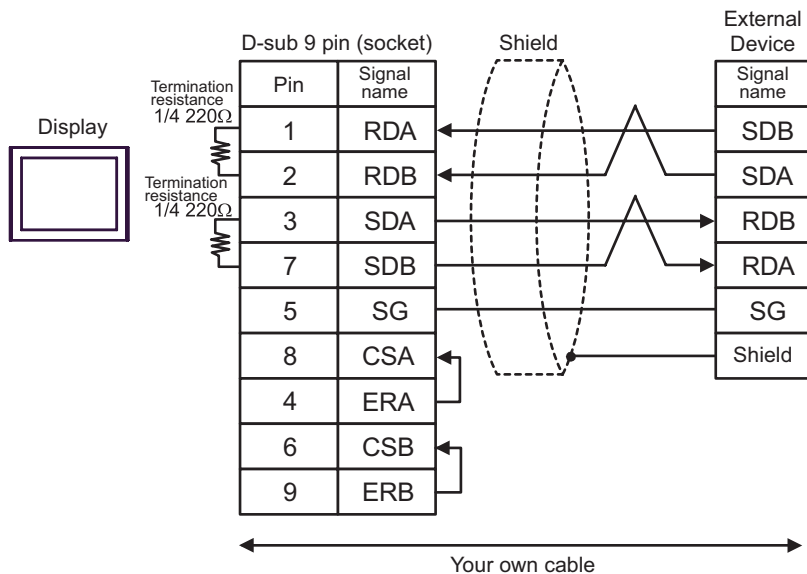 External
Device
D-sub 9 pin (socket)
Shield
Display
Termination
resistance
1/4 220Ω
Termination
resistance
1/4 220Ω
Pin Signal name Signal name
1 RDA SDB
2 RDB SDA
3 SDA RDB
7 SDB RDA
5 SG SG
8 CSA Shield
4 ERA
6 CSB
9 ERB
Your own cable